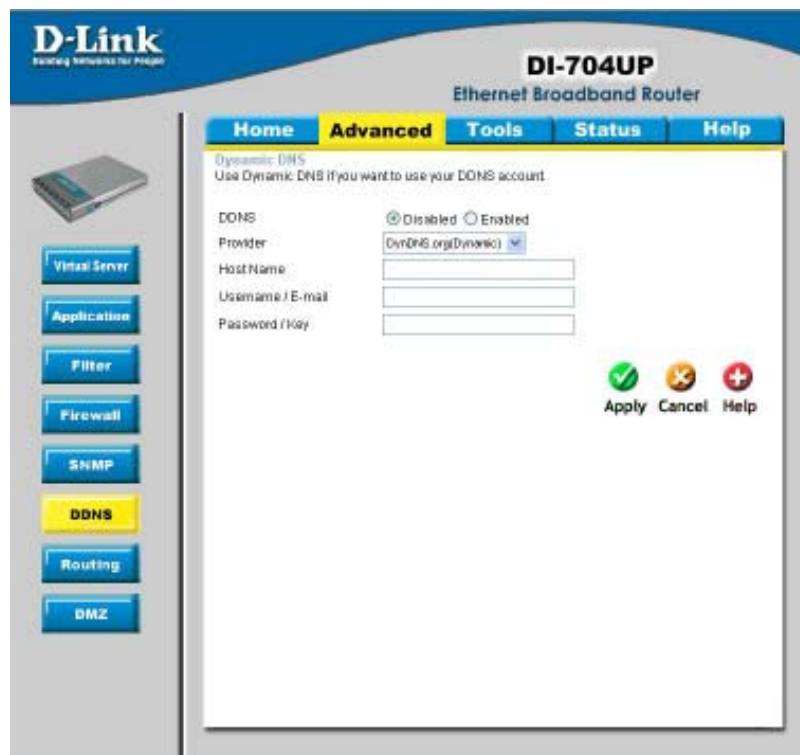 D-Link
Building Networks for People
DI-704UP
Ethernet Broadband Router
Home Advanced Tools Status Help
Dynamic DNS
Use Dynamic DNS if you want to use your DDNS account
DDNS Disabled Enabled
Provider DynDNS.org(Dynamic)
Host Name
Username / E-mail
Password / Key
Apply Cancel Help
Virtual Server
Application
Filter
Firewall
SNMP
DDNS
Routing
DMZ